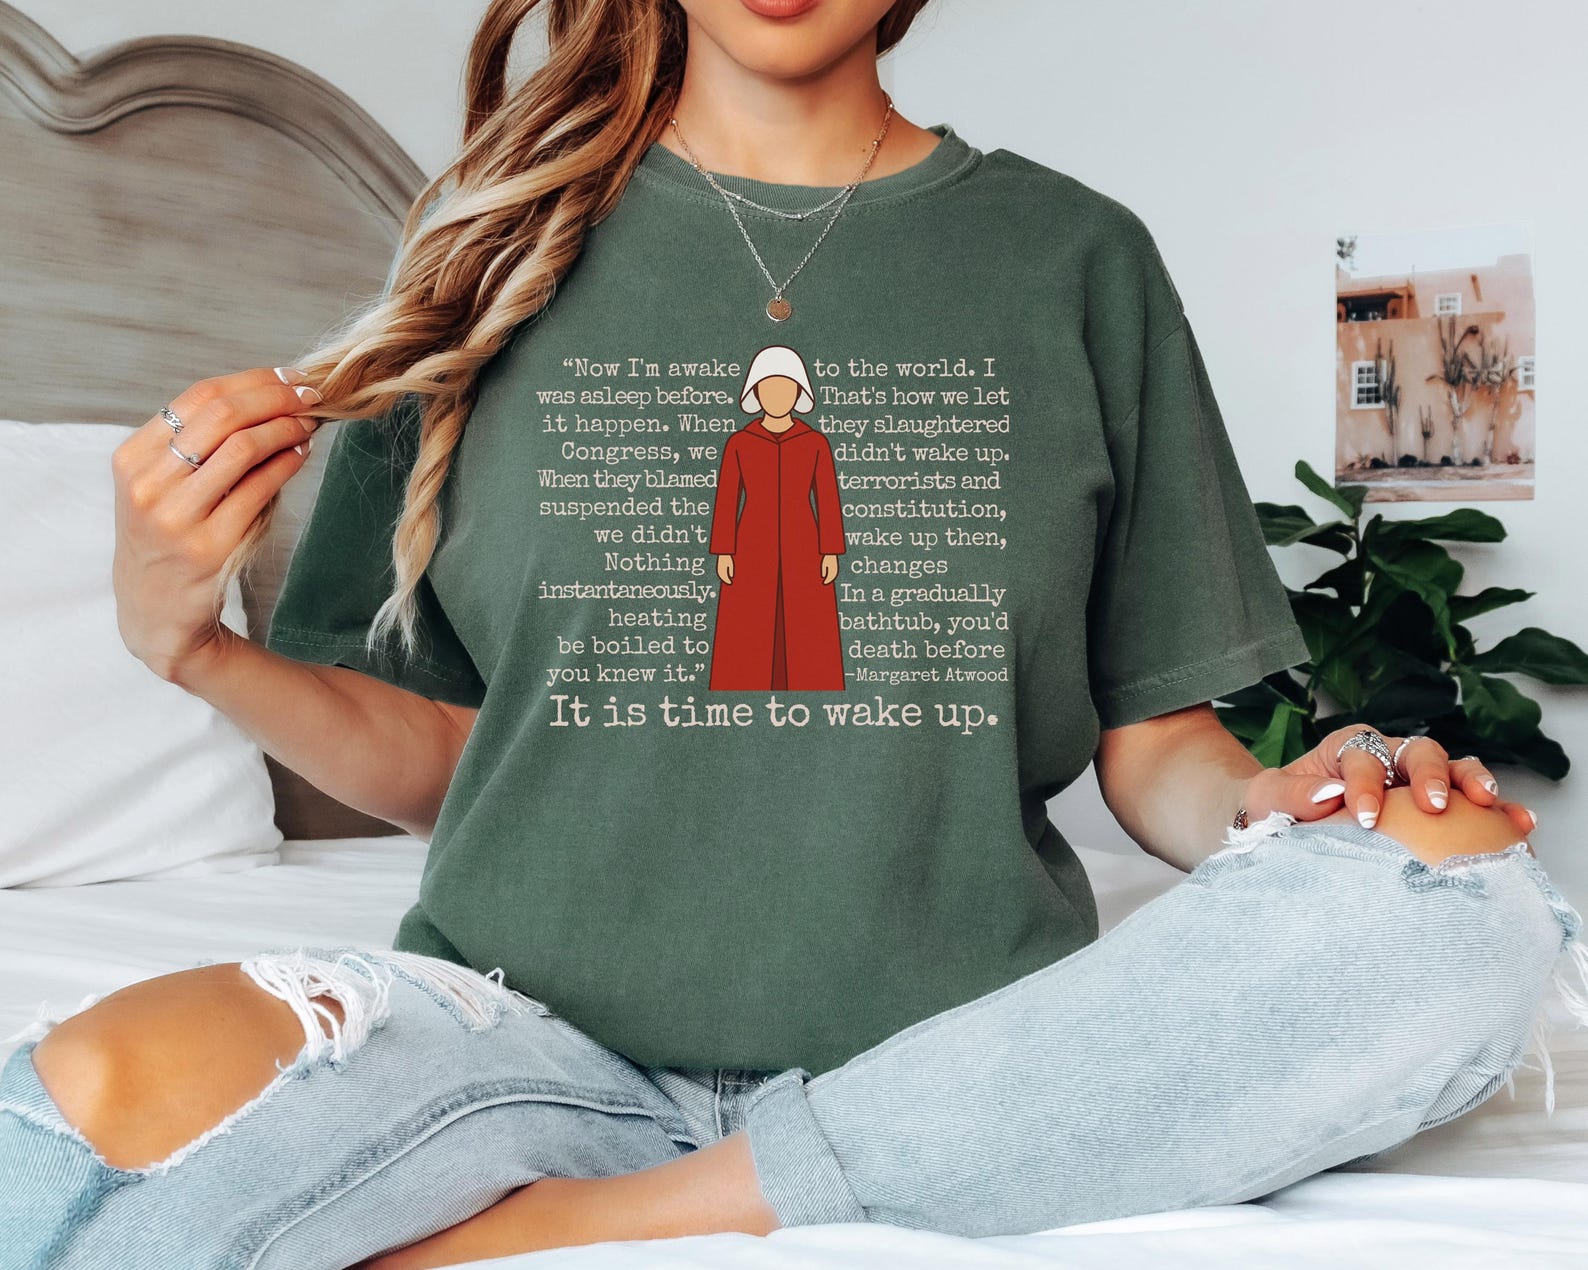 “Now I'm awake to the world. I
was asleep before. That's how we let
it happen. When they slaughtered
Congress, we didn't wake up.
When they blamed terrorists and
suspended the constitution,
we didn't wake up then,
Nothing changes
instantaneously. In a gradually
heating bathtub, you'd
be boiled to death before
you knew it.” -Margaret Atwood
It is time to wake up.